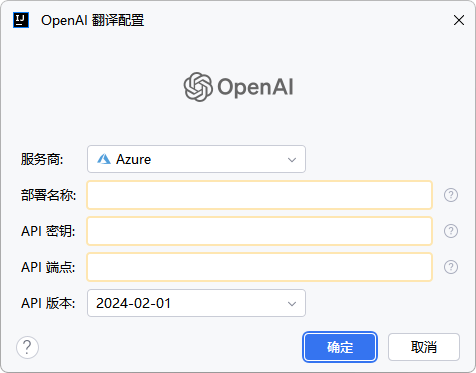 OpenAI 翻译配置
OpenAI
服务商: Azure
部署名称: ?
API 密钥: ?
API 端点: ?
API 版本: 2024-02-01
? 确定 取消